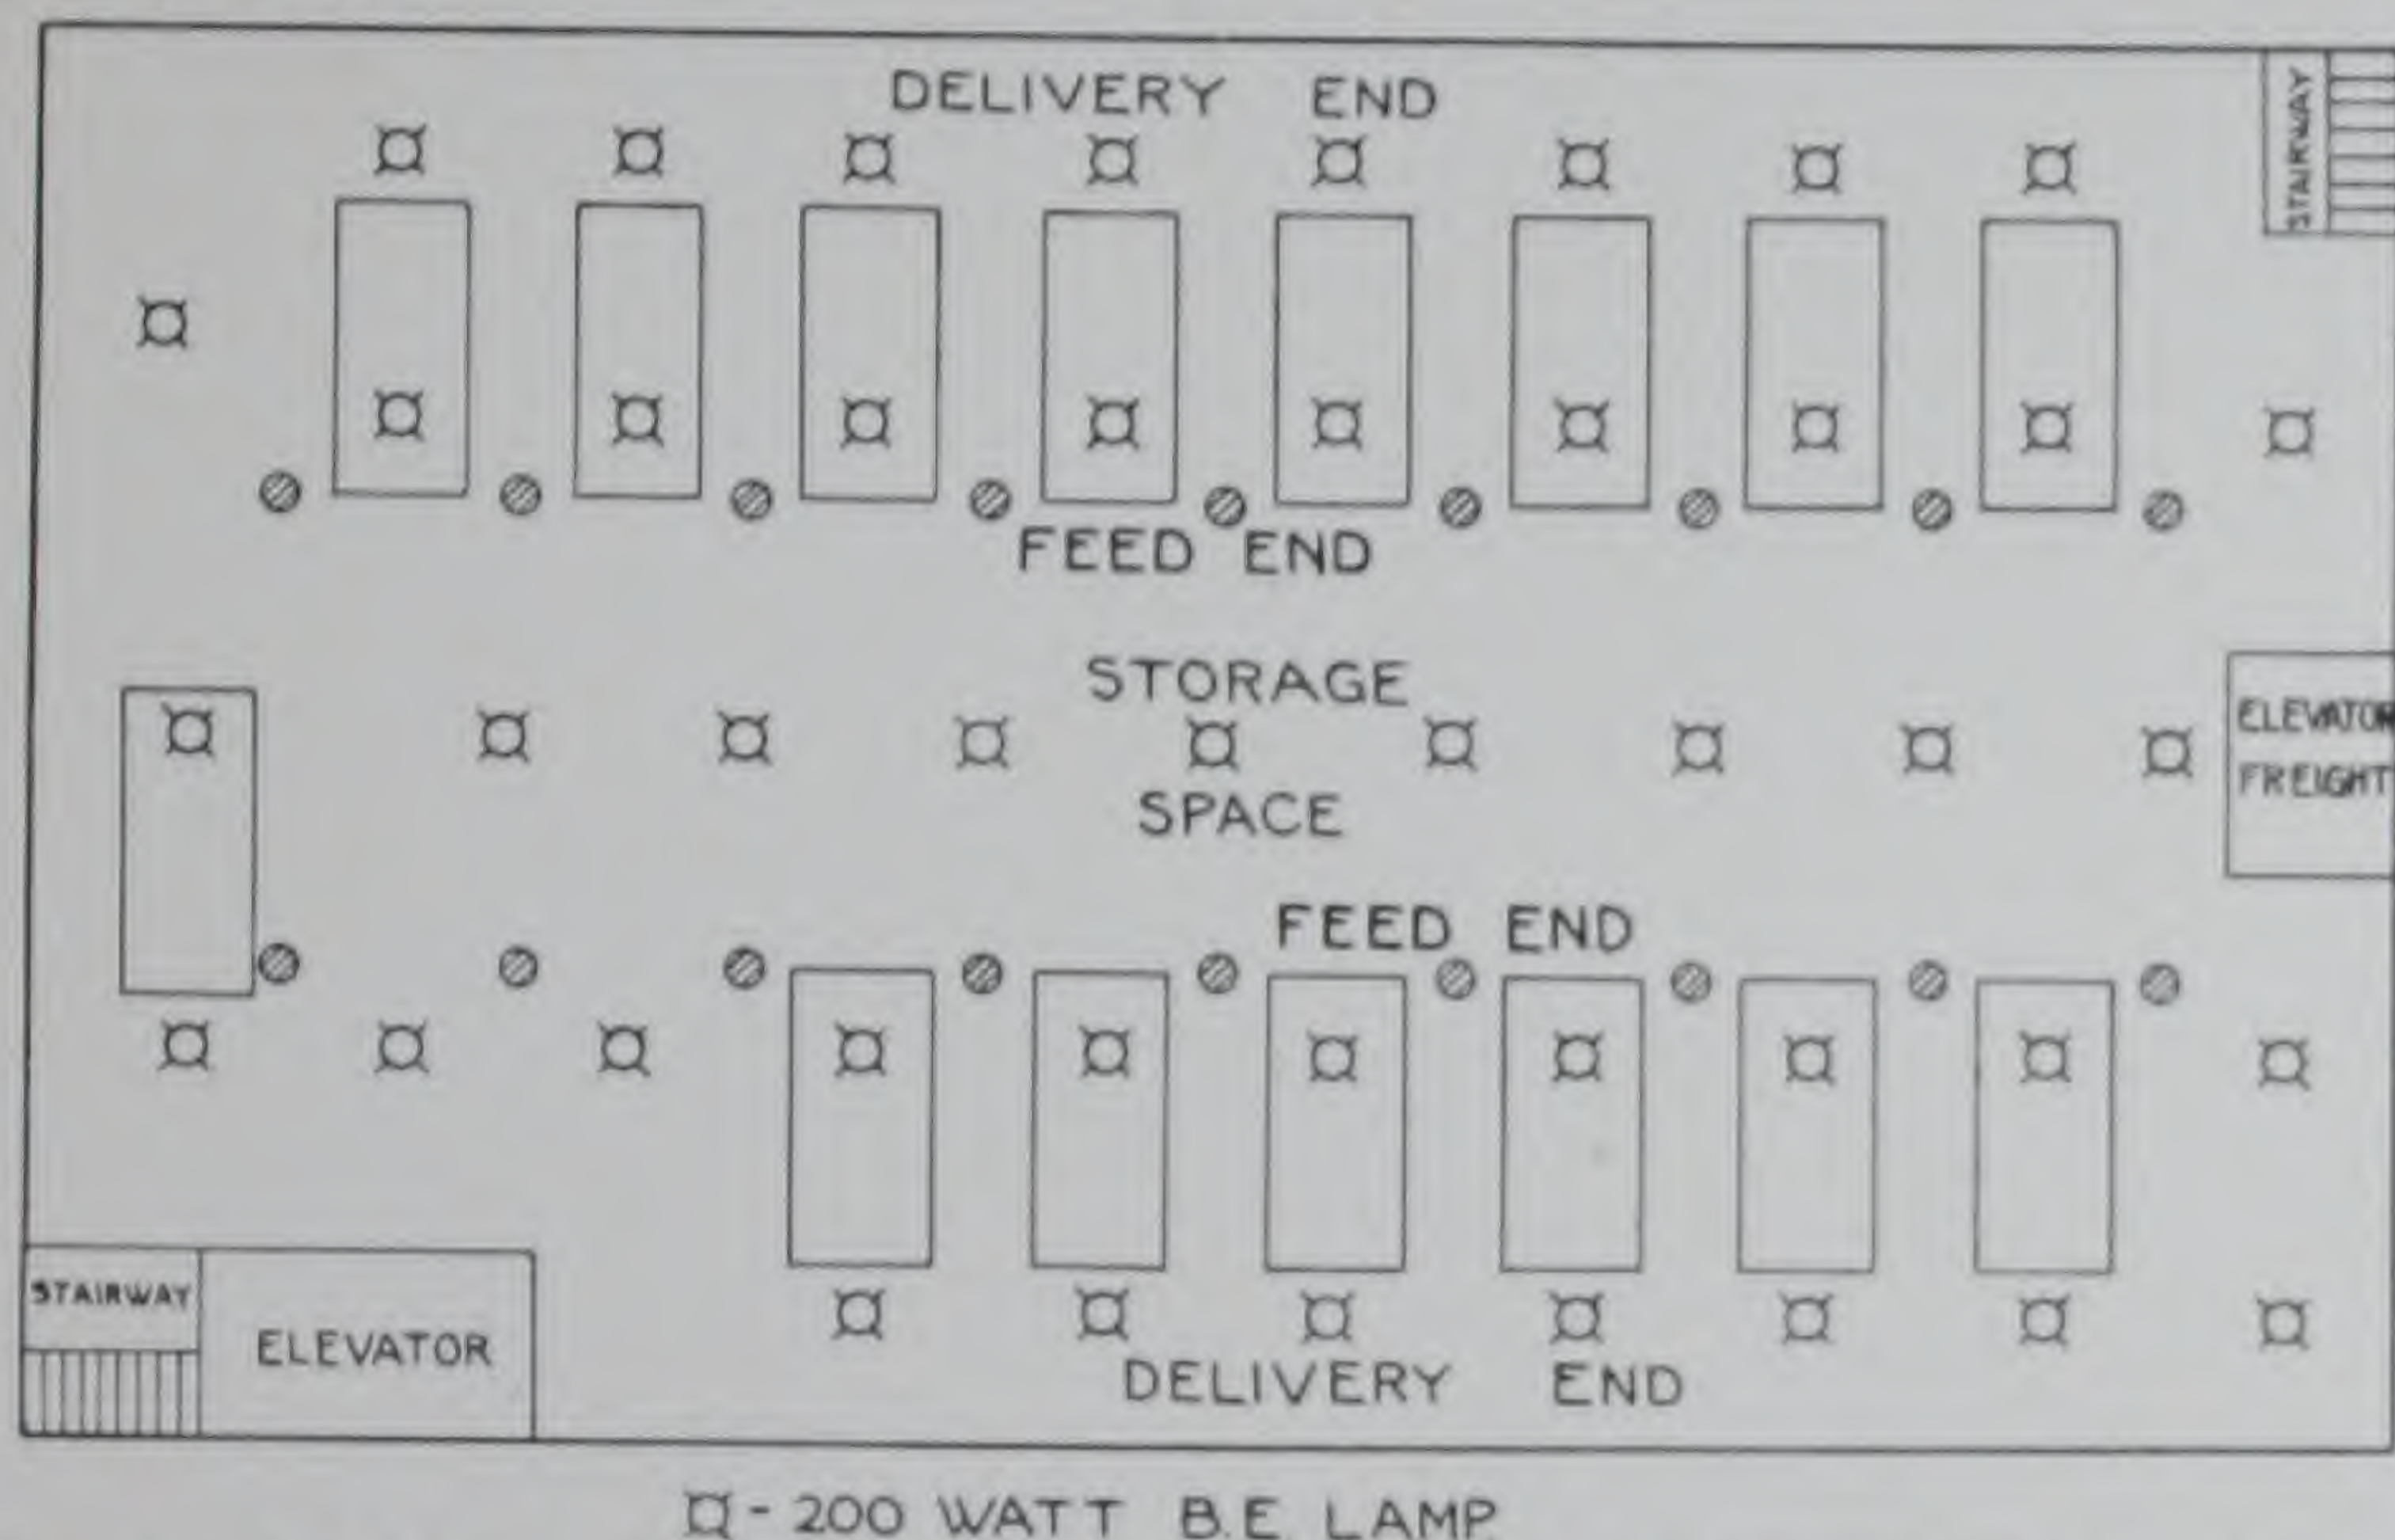 DELIVERY END
STAIRWAY
FEED END
STORAGE
SPACE
ELEVATOR
FREIGHT
FEED END
STAIRWAY
ELEVATOR
DELIVERY END
¤ - 200 WATT B.E. LAMP